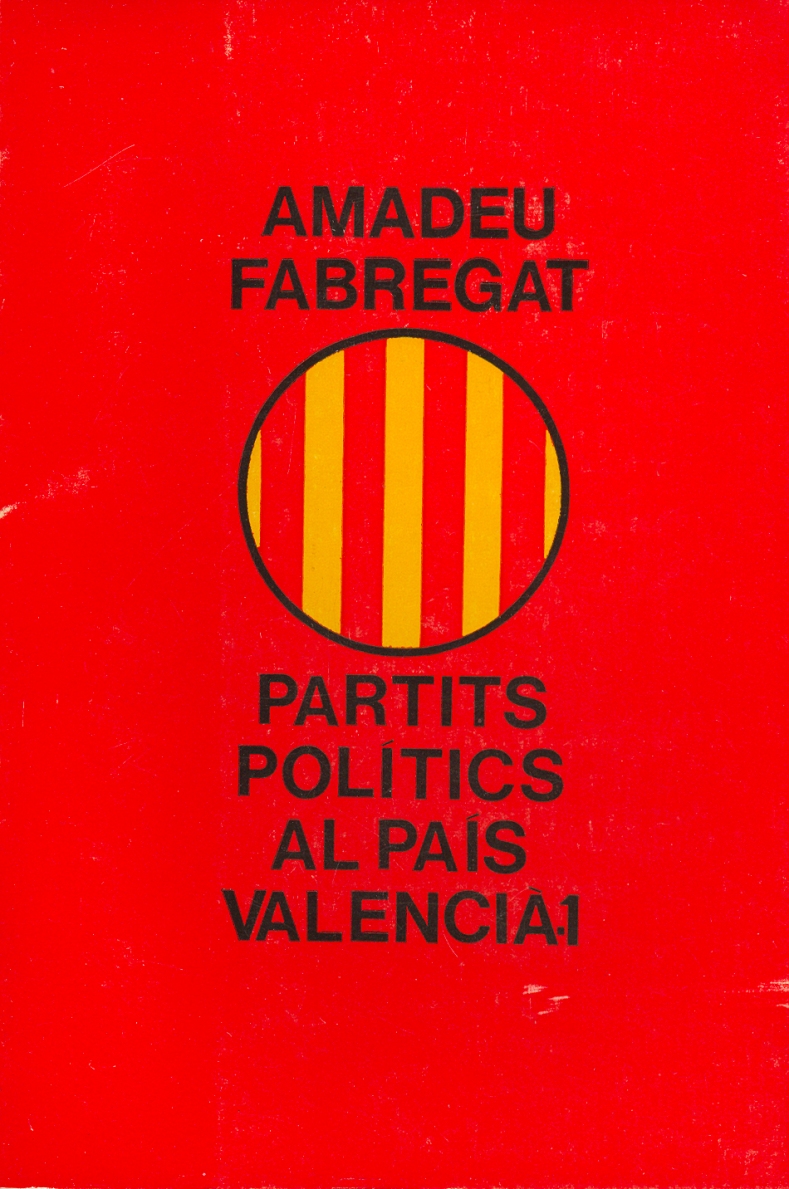 AMADEU
FABREGAT
PARTITS
POLÍTICS
AL PAÍS
VALENCIÀ·1